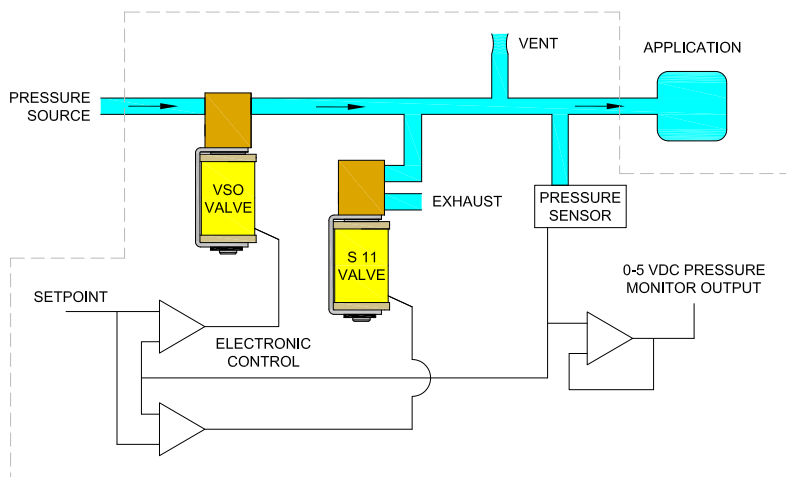 VENT
APPLICATION
PRESSURE
SOURCE
VSO
VALVE
EXHAUST
PRESSURE
SENSOR
S 11
VALVE
0-5 VDC PRESSURE
MONITOR OUTPUT
SETPOINT
ELECTRONIC
CONTROL